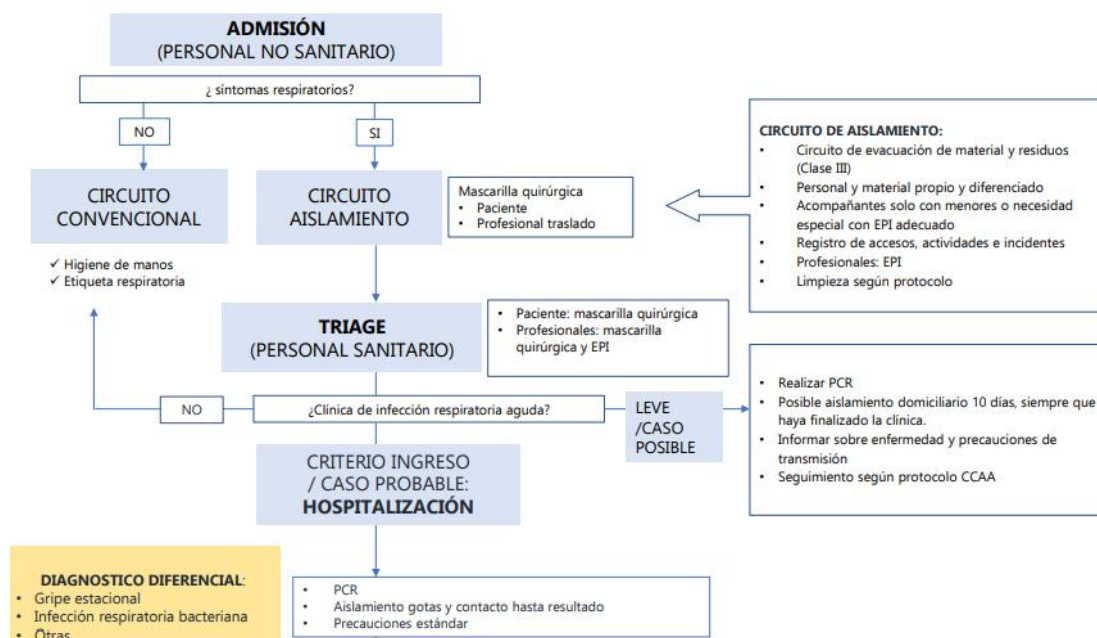 ADMISIÓN
(PERSONAL NO SANITARIO)
¿ síntomas respiratorios?
NO
SI
CIRCUITO
CONVENCIONAL
CIRCUITO
AISLAMIENTO
Mascarilla quirúrgica
• Paciente
• Profesional traslado
CIRCUITO DE AISLAMIENTO:
• Circuito de evacuación de material y residuos
(Clase III)
• Personal y material propio y diferenciado
• Acompañantes solo con menores o necesidad
especial con EPI adecuado
• Registro de accesos, actividades e incidentes
• Profesionales: EPI
• Limpieza según protocolo
✓ Higiene de manos
✓ Etiqueta respiratoria
TRIAGE
(PERSONAL SANITARIO)
• Paciente: mascarilla quirúrgica
• Profesionales: mascarilla
quirúrgica y EPI
NO
¿Clínica de infección respiratoria aguda?
LEVE
/CASO
POSIBLE
• Realizar PCR
• Posible aislamiento domiciliario 10 días, siempre que
haya finalizado la clínica.
• Informar sobre enfermedad y precauciones de
transmisión
• Seguimiento según protocolo CCAA
CRITERIO INGRESO
/ CASO PROBABLE:
HOSPITALIZACIÓN
DIAGNOSTICO DIFERENCIAL:
• Gripe estacional
• Infección respiratoria bacteriana
• Otras
• PCR
• Aislamiento gotas y contacto hasta resultado
• Precauciones estándar